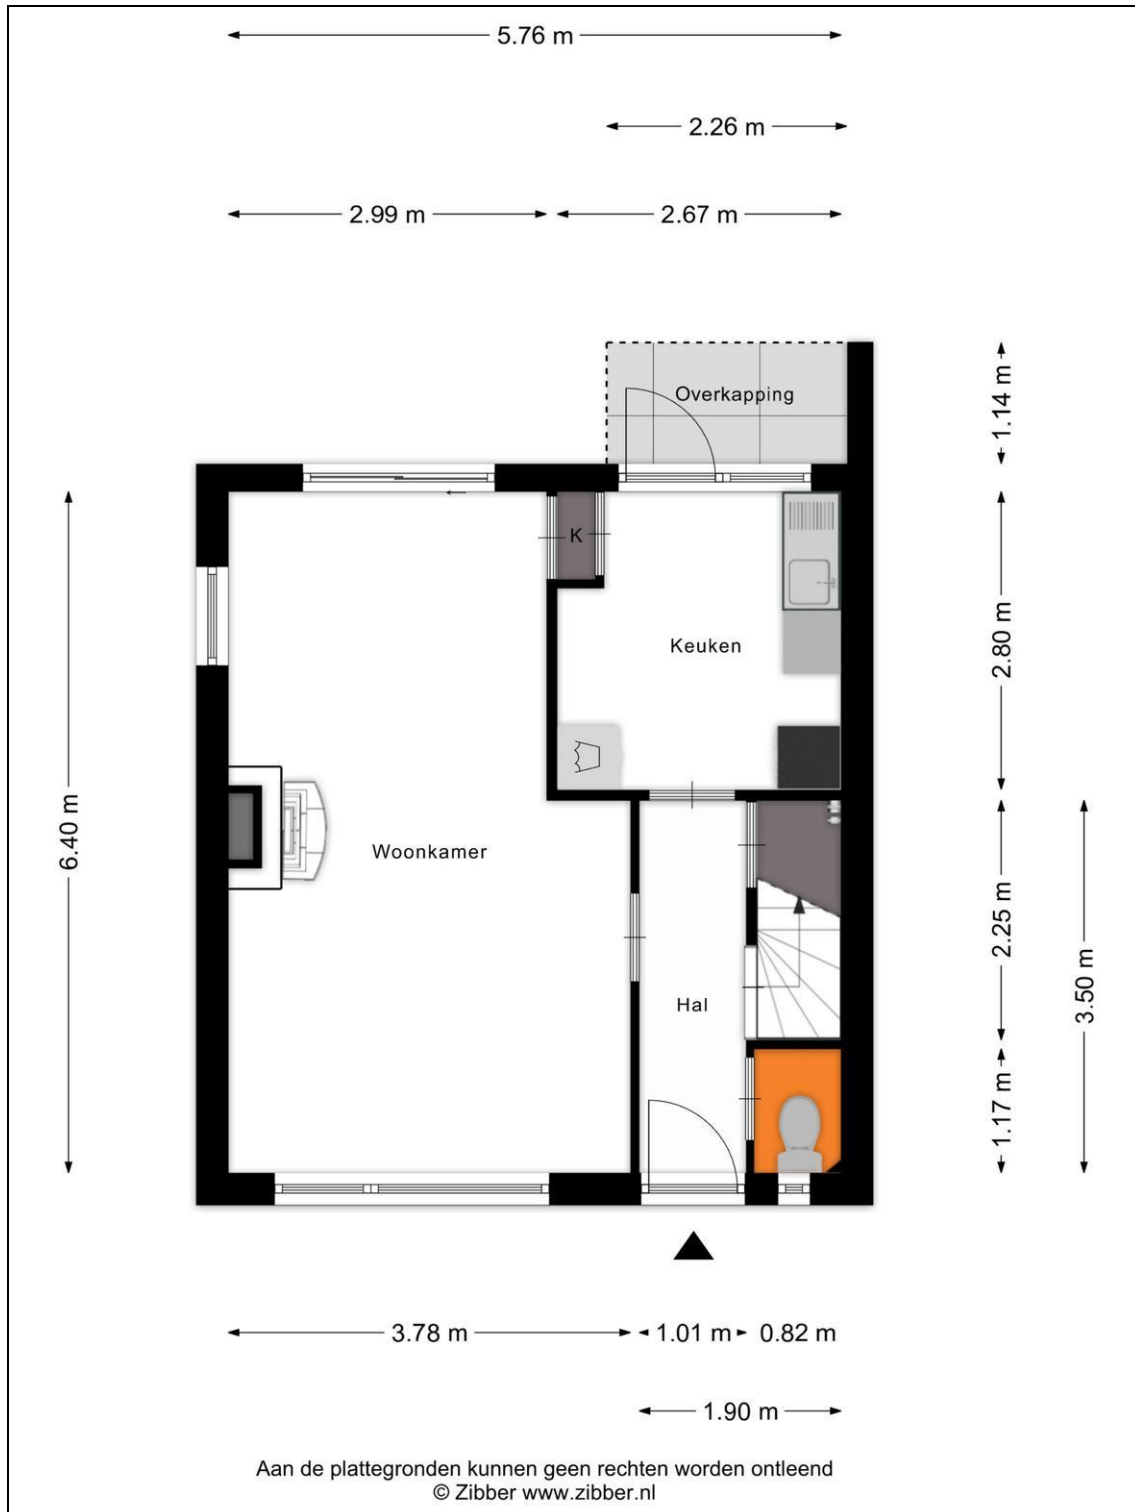 5.76 m
2.26 m
2.99 m
2.67 m
Overkapping
1.14 m
K
Keuken
2.80 m
6.40 m
Woonkamer
2.25 m
3.50 m
Hal
1.17 m
3.78 m
1.01 m
0.82 m
1.90 m
Aan de plattegronden kunnen geen rechten worden ontleend
© Zibber www.zibber.nl